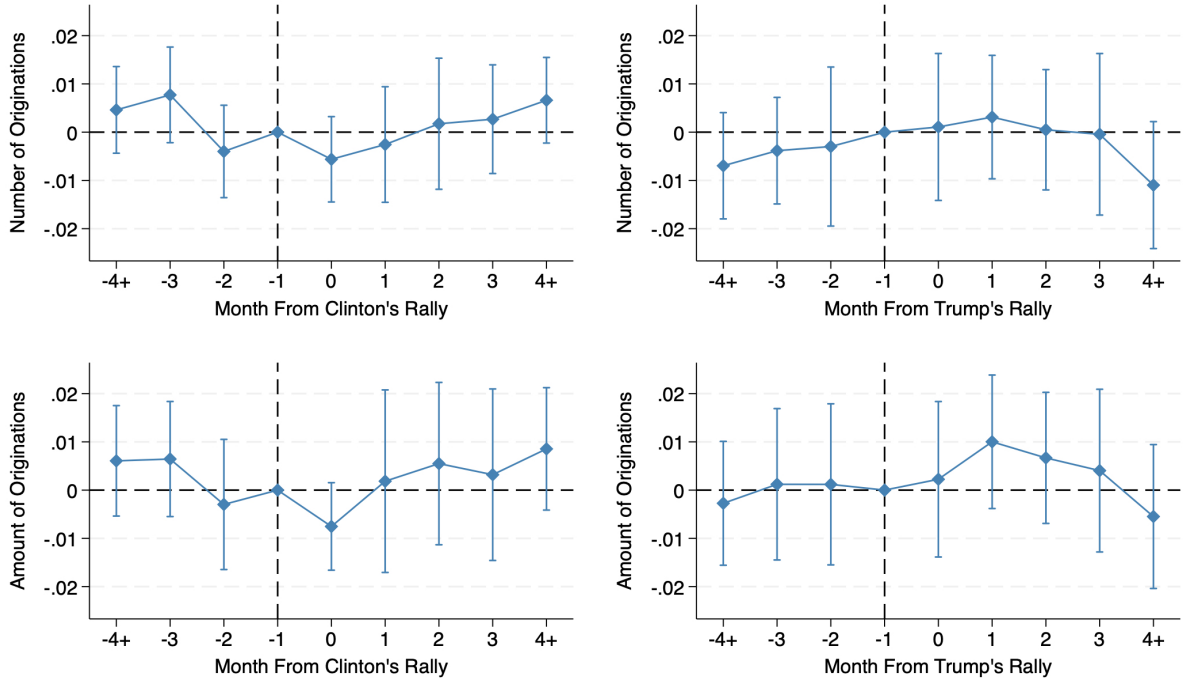 .02
.01
0
-.01
-.02
Number of Originations
-4+ -3 -2 -1 0 1 2 3 4+
Month From Clinton's Rally
.02
.01
0
-.01
-.02
Number of Originations
-4+ -3 -2 -1 0 1 2 3 4+
Month From Trump's Rally
.02
.01
0
-.01
-.02
Amount of Originations
-4+ -3 -2 -1 0 1 2 3 4+
Month From Clinton's Rally
.02
.01
0
-.01
-.02
Amount of Originations
-4+ -3 -2 -1 0 1 2 3 4+
Month From Trump's Rally